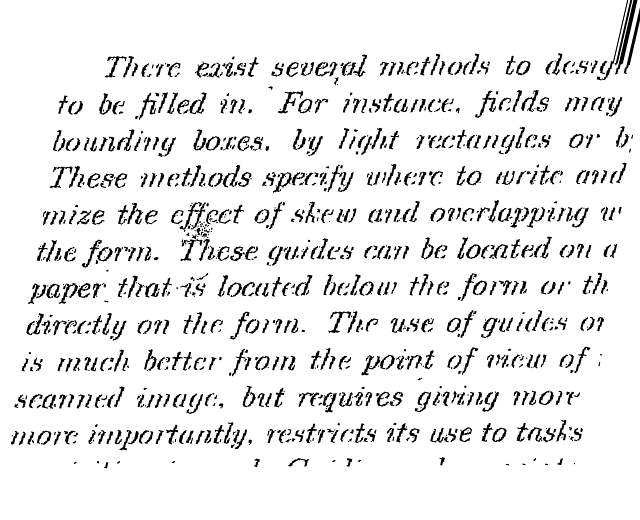 There exist several methods to design
to be filled in. For instance, fields may
bounding boxes, by light rectangles or
These methods specify where to write and
mize the effect of skew and overlapping
the form. These guides can be located on a
paper that is located below the form or
directly on the form. The use of guides
is much better from the point of view of
scanned image, but requires giving more
more importantly, restricts its use to tasks